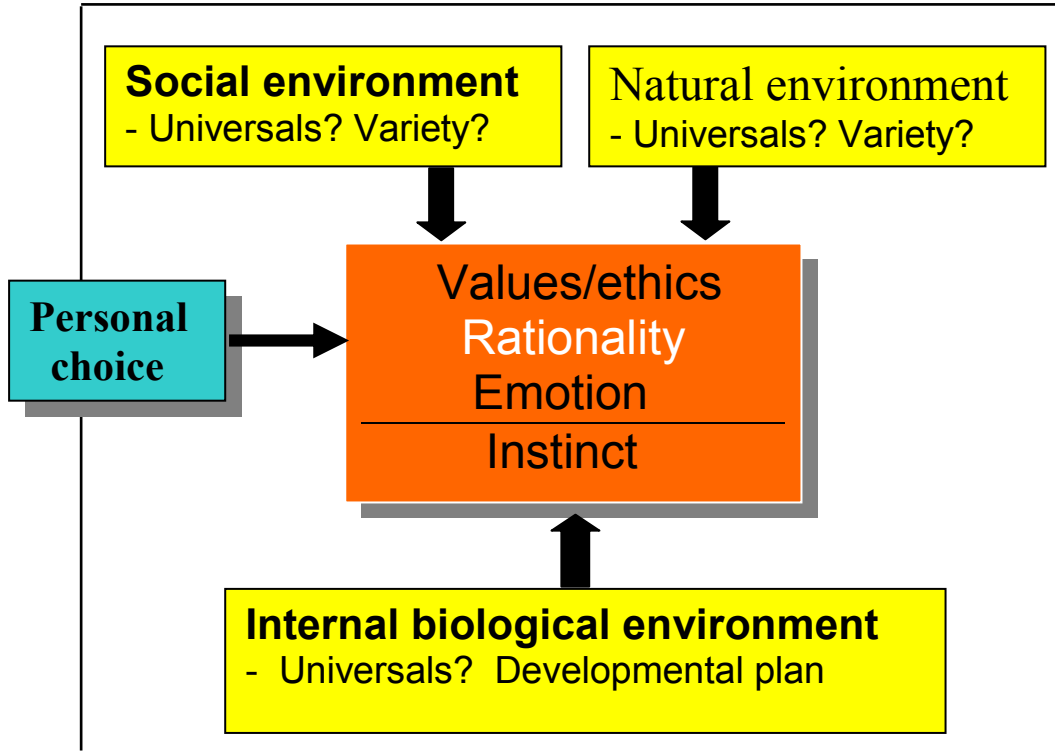 Social environment
- Universals? Variety?
Natural environment
- Universals? Variety?
Personal
choice
Values/ethics
Rationality
Emotion
Instinct
Internal biological environment
- Universals? Developmental plan